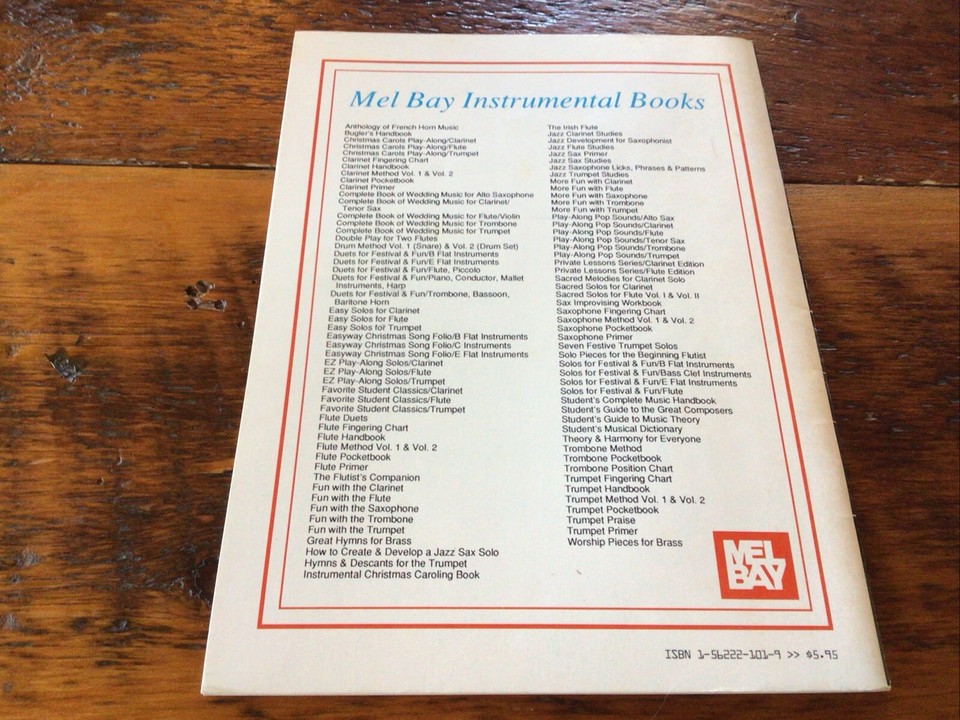 Mel Bay Instrumental Books
Anthology of French Horn Music
Bugler's Handbook
Christmas Carols Play-Along/Clarinet
Christmas Carols Play-Along/Flute
Christmas Carols Play-Along/Trumpet
Clarinet Fingering Chart
Clarinet Handbook
Clarinet Method Vol. 1 & Vol. 2
Clarinet Pocketbook
Clarinet Primer
Complete Book of Wedding Music for Alto Saxophone
Complete Book of Wedding Music for Clarinet/
Tenor Sax
Complete Book of Wedding Music for Flute/Violin
Complete Book of Wedding Music for Trombone
Complete Book of Wedding Music for Trumpet
Double Play for Two Flutes
Drum Method Vol. 1 (Snare) & Vol. 2 (Drum Set)
Duets for Festival & Fun/B Flat Instruments
Duets for Festival & Fun/E Flat Instruments
Duets for Festival & Fun/Flute, Piccolo
Duets for Festival & Fun/Piano, Conductor, Mallet
Instruments, Harp
Duets for Festival & Fun/Trombone, Bassoon,
Baritone Horn
Easy Solos for Clarinet
Easy Solos for Flute
Easy Solos for Trumpet
Easyway Christmas Song Folio/B Flat Instruments
Easyway Christmas Song Folio/C Instruments
Easyway Christmas Song Folio/E Flat Instruments
EZ Play-Along Solos/Clarinet
EZ Play-Along Solos/Flute
EZ Play-Along Solos/Trumpet
Favorite Student Classics/Clarinet
Favorite Student Classics/Flute
Favorite Student Classics/Trumpet
Flute Duets
Flute Fingering Chart
Flute Handbook
Flute Method Vol. 1 & Vol. 2
Flute Pocketbook
Flute Primer
The Flutist's Companion
Fun with the Clarinet
Fun with the Flute
Fun with the Saxophone
Fun with the Trombone
Fun with the Trumpet
Great Hymns for Brass
How to Create & Develop a Jazz Sax Solo
Hymns & Descants for the Trumpet
Instrumental Christmas Caroling Book
The Irish Flute
Jazz Clarinet Studies
Jazz Development for Saxophonist
Jazz Flute Studies
Jazz Sax Primer
Jazz Sax Studies
Jazz Saxophone Licks, Phrases & Patterns
Jazz Trumpet Studies
More Fun with Clarinet
More Fun with Flute
More Fun with Saxophone
More Fun with Trombone
More Fun with Trumpet
Play-Along Pop Sounds/Alto Sax
Play-Along Pop Sounds/Clarinet
Play-Along Pop Sounds/Flute
Play-Along Pop Sounds/Tenor Sax
Play-Along Pop Sounds/Trombone
Play-Along Pop Sounds/Trumpet
Private Lessons Series/Clarinet Edition
Private Lessons Series/Flute Edition
Sacred Melodies for Clarinet Solo
Sacred Solos for Clarinet
Sacred Solos for Flute Vol. I & Vol. II
Sax Improvising Workbook
Saxophone Fingering Chart
Saxophone Method Vol. 1 & Vol. 2
Saxophone Pocketbook
Saxophone Primer
Seven Festive Trumpet Solos
Solo Pieces for the Beginning Flutist
Solos for Festival & Fun/B Flat Instruments
Solos for Festival & Fun/Bass Clef Instruments
Solos for Festival & Fun/E Flat Instruments
Solos for Festival & Fun/Flute
Student's Complete Music Handbook
Student's Guide to the Great Composers
Student's Guide to Music Theory
Student's Musical Dictionary
Theory & Harmony for Everyone
Trombone Method
Trombone Pocketbook
Trombone Position Chart
Trumpet Fingering Chart
Trumpet Handbook
Trumpet Method Vol. 1 & Vol. 2
Trumpet Pocketbook
Trumpet Praise
Trumpet Primer
Worship Pieces for Brass
MEL
BAY
ISBN 1-56222-101-9 >> $5.95